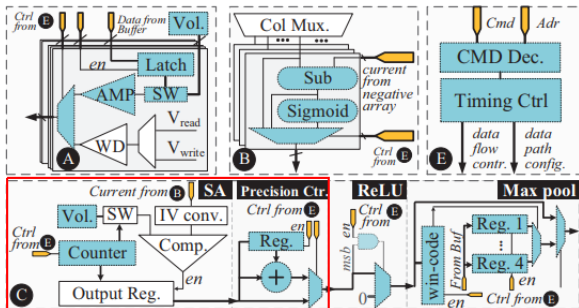 Ctrl
from E
Data from
Buffer
Vol.
en
Latch
AMP
SW
WD
Vread
Vwrite
A
Col Mux.
Sub
Sigmoid
current
from
negative
array
Ctrl
from E
B
Cmd
Adr
CMD Dec.
Timing Ctrl
data
flow
contr.
data
path
config.
E
Current from B
SA
Vol.
SW
IV conv.
Ctrl
from E
Counter
Comp.
en
Output Reg.
C
Precision Ctr.
Ctrl from E
Reg.
en
+
ReLU
Ctrl
from E
en
msb
0
Max pool
win-code
From Buf
Reg. 1
Reg. 4
en
Ctrl from E